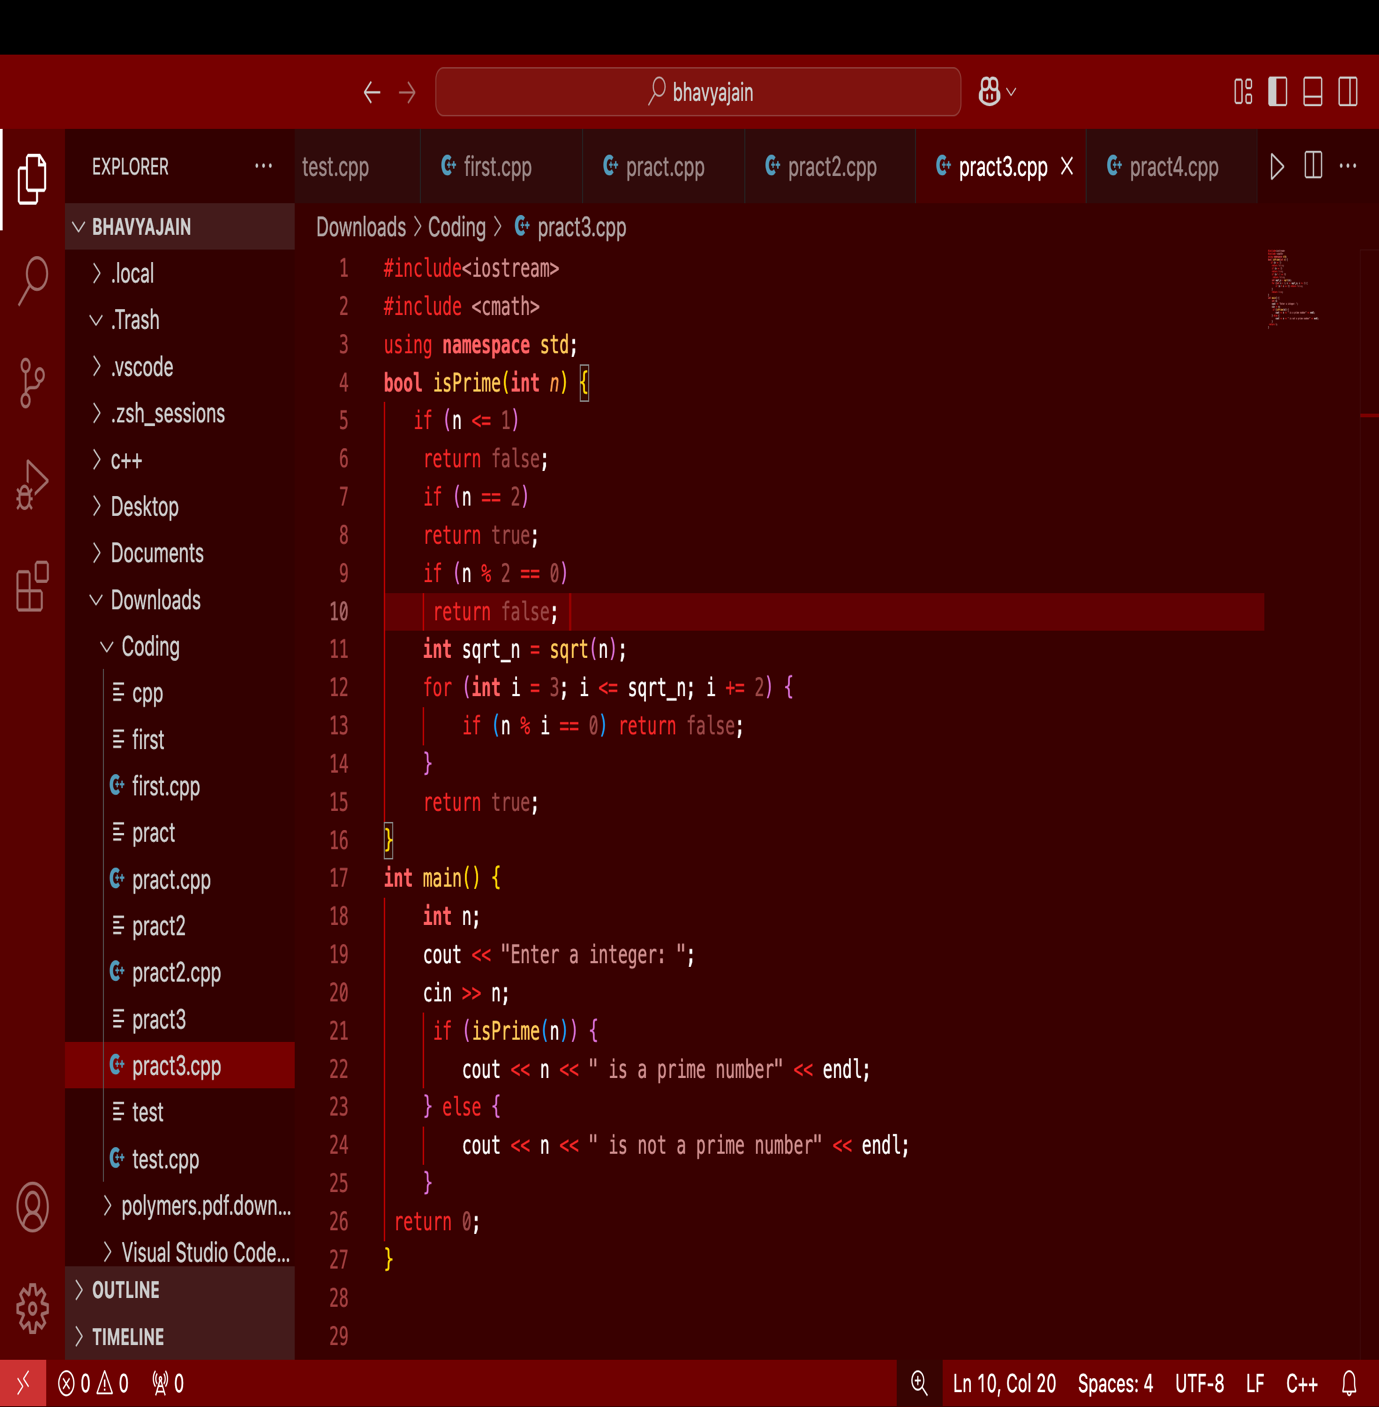 bhavyajain
EXPLORER ...
test.cpp
first.cpp
pract.cpp
pract2.cpp
pract3.cpp
pract4.cpp
BHAVYAJAIN
.local
.Trash
.vscode
.zsh_sessions
c++
Desktop
Documents
Downloads
Coding
cpp
first
first.cpp
pract
pract.cpp
pract2
pract2.cpp
pract3
pract3.cpp
test
test.cpp
polymers.pdf.down...
Visual Studio Code...
OUTLINE
TIMELINE
Downloads > Coding > pract3.cpp
1 #include<iostream>
2 #include <cmath>
3 using namespace std;
4 bool isPrime(int n) {
5 if (n <= 1)
6 return false;
7 if (n == 2)
8 return true;
9 if (n % 2 == 0)
10 return false;
11 int sqrt_n = sqrt(n);
12 for (int i = 3; i <= sqrt_n; i += 2) {
13 if (n % i == 0) return false;
14 }
15 return true;
16 }
17 int main() {
18 int n;
19 cout << "Enter a integer: ";
20 cin >> n;
21 if (isPrime(n)) {
22 cout << n << " is a prime number" << endl;
23 } else {
24 cout << n << " is not a prime number" << endl;
25 }
26 return 0;
27 }
28
29
0 0 0 Ln 10, Col 20 Spaces: 4 UTF-8 LF C++